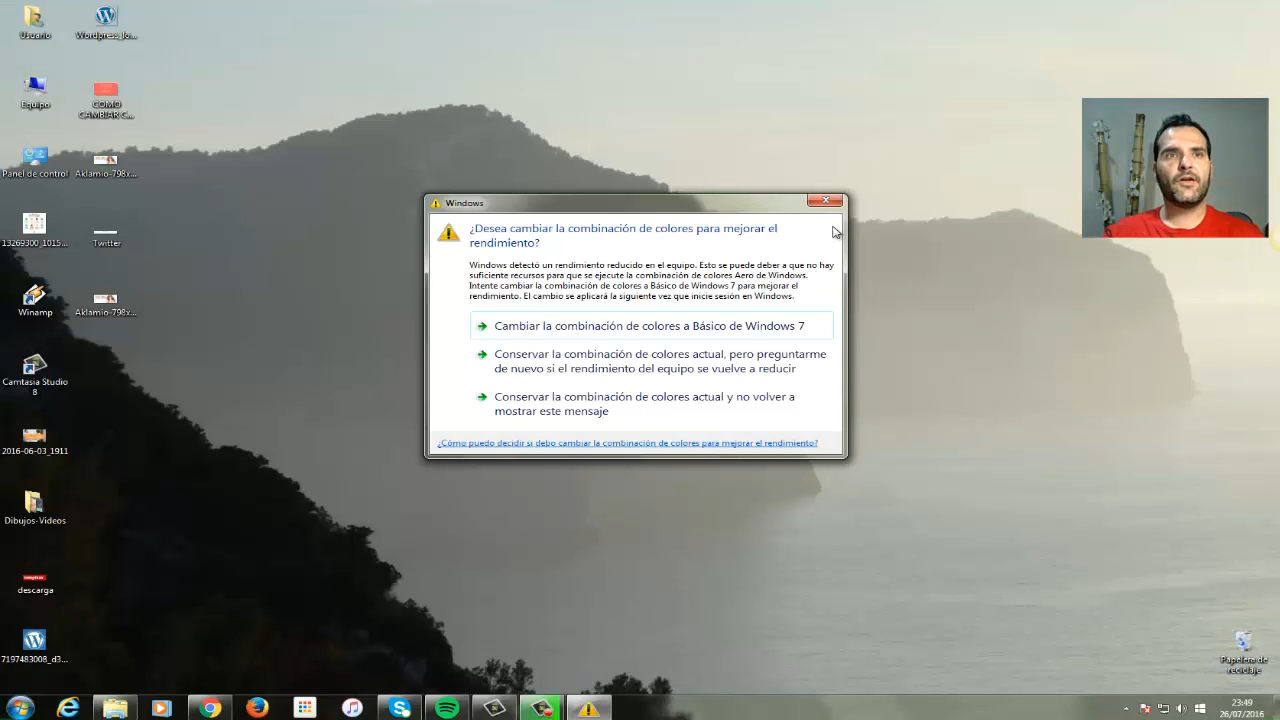 Usuario
Wordpress_lo...
Equipo
COMO
CAMBIAR C...
Panel de control
Aklamio-798x...
13269300_1015...
Twitter
Winamp
Aklamio-798x...
Camtasia Studio
8
2016-06-03_1911
Dibujos-Videos
descarga
7197483008_d3...
Windows
¿Desea cambiar la combinación de colores para mejorar el
rendimiento?
Windows detectó un rendimiento reducido en el equipo. Esto se puede deber a que no hay
suficiente recursos para que se ejecute la combinación de colores Aero de Windows.
Intente cambiar la combinación de colores a Básico de Windows 7 para mejorar el
rendimiento. El cambio se aplicará la siguiente vez que inicie sesión en Windows.
Cambiar la combinación de colores a Básico de Windows 7
Conservar la combinación de colores actual, pero preguntarme
de nuevo si el rendimiento del equipo se vuelve a reducir
Conservar la combinación de colores actual y no volver a
mostrar este mensaje
¿Cómo puedo decidir si debo cambiar la combinación de colores para mejorar el rendimiento?
Papelera de
reciclaje
23:49
26/07/2016